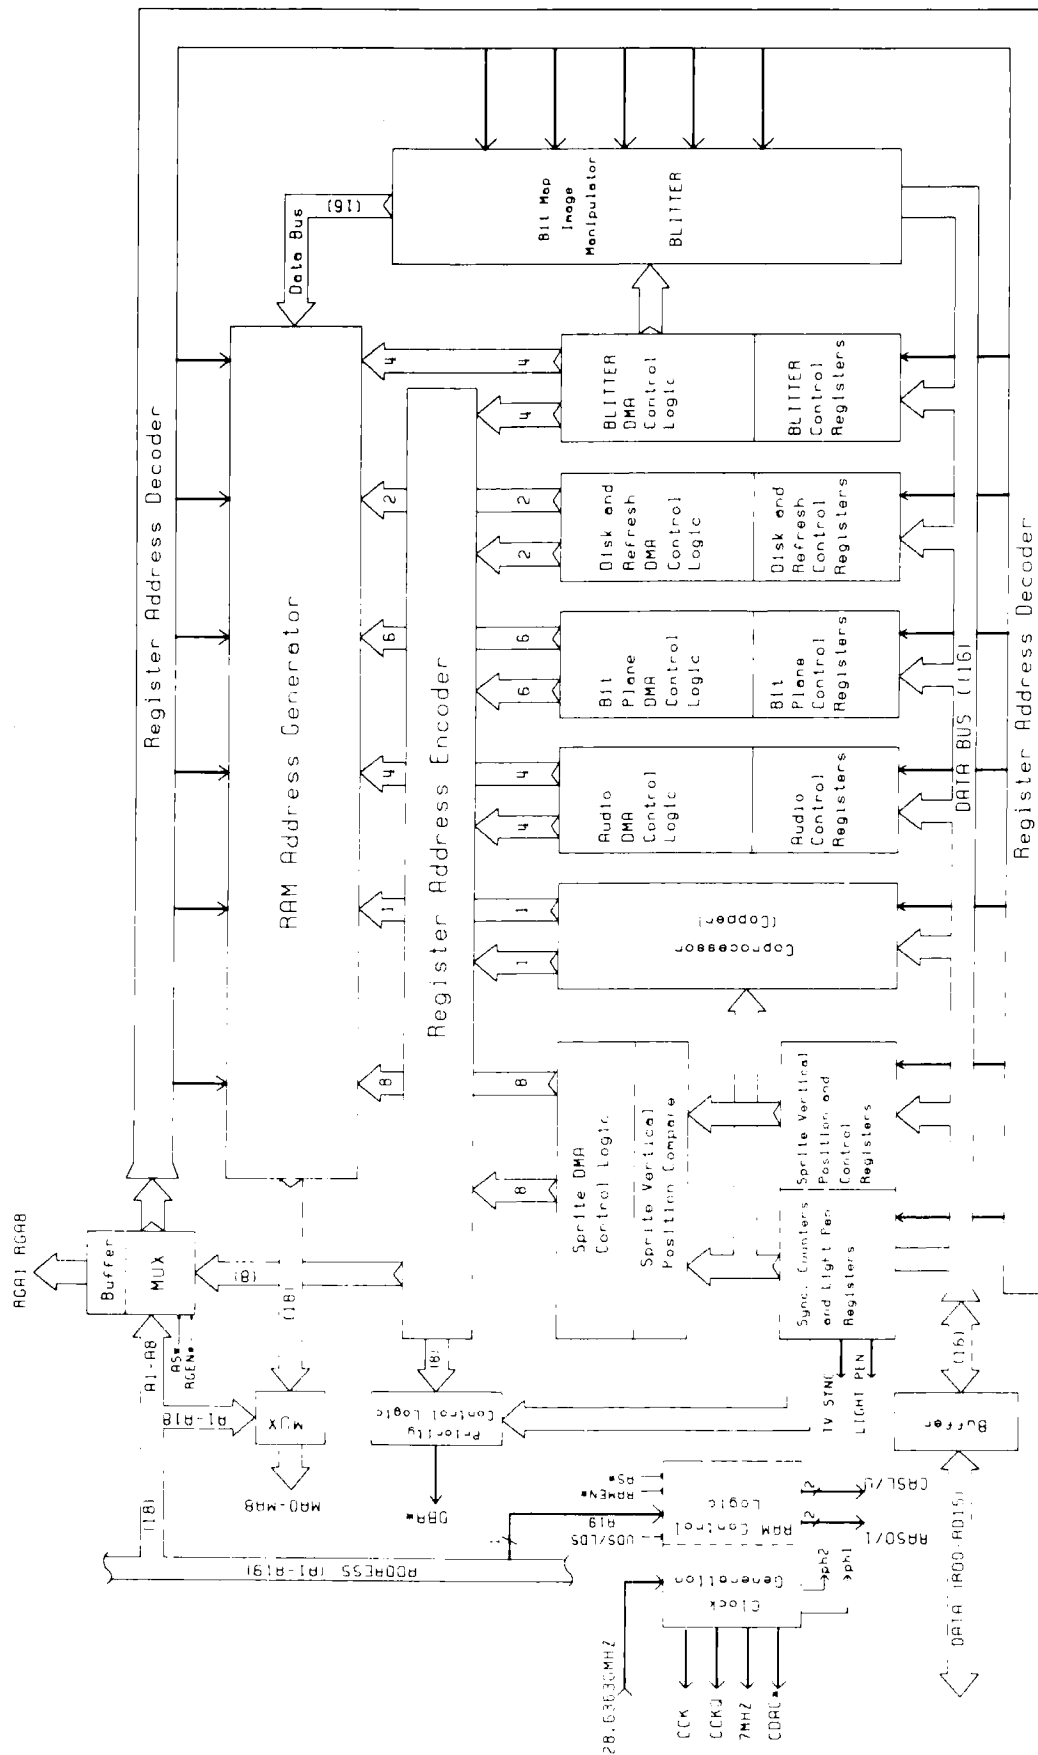 Register Address Decoder
RAM Address Generator
Register Address Encoder
Data Bus
(16)
Bit Map
Image
Manipulator
BLITTER
4
2
6
4
1
8
4
4
2
2
6
6
4
4
1
1
8
8
BLITTER
DMA
Control
Logic
BLITTER
Control
Registers
Disk and
Refresh
DMA
Control
Logic
Disk and
Refresh
Control
Registers
Bit
Plane
DMA
Control
Logic
Bit
Plane
Control
Registers
Audio
DMA
Control
Logic
Audio
Control
Registers
Coprocessor
(Copper)
Sprite DMA
Control Logic
Sprite Vertical
Position Compare
Sprite Vertical
Position and
Control
Registers
Sync. Counters
and Light Pen
Registers
DATA BUS (16)
Register Address Decoder
RGA1 RGA8
Buffer
MUX
A1-A8
AS*
RGEN*
(8)
(18)
A1-A18
MUX
MA0-MA8
(8)
Priority
Control Logic
DBR*
TV SYNC
LIGHT PEN
(16)
Buffer
DATA (RD0-RD15)
(18)
ADDRESS (A1-A19)
1
A19
AS*
RAMEN*
UDS/LDS
RAM Control
Logic
2
CASL/U
2
RAS0/1
Clock
Generation
ph2
ph1
28.63636MHZ
CCK
CCKQ
7MHZ
CDAC*